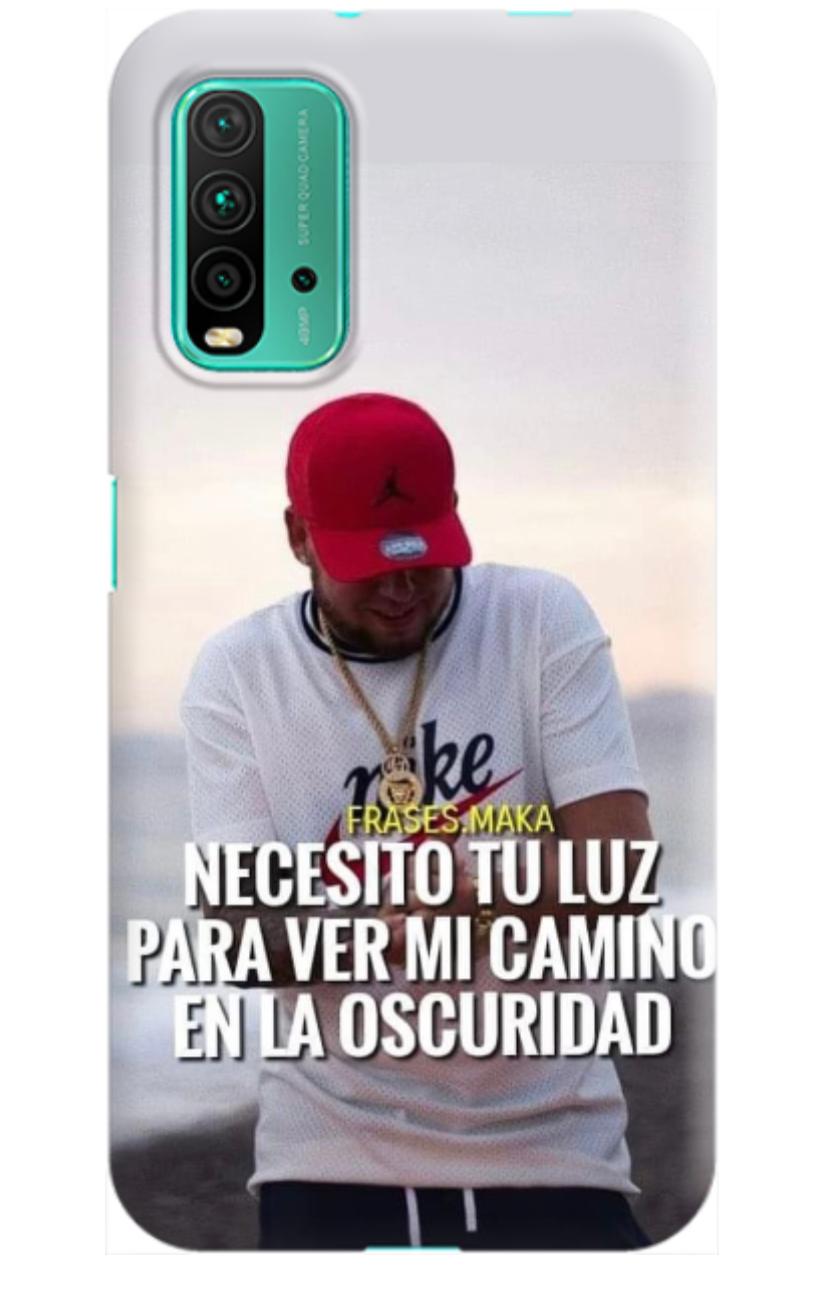 SUPER QUAD CAMERA
48MP
nike
FRASES.MAKA
NECESITO TU LUZ
PARA VER MI CAMINO
EN LA OSCURIDAD